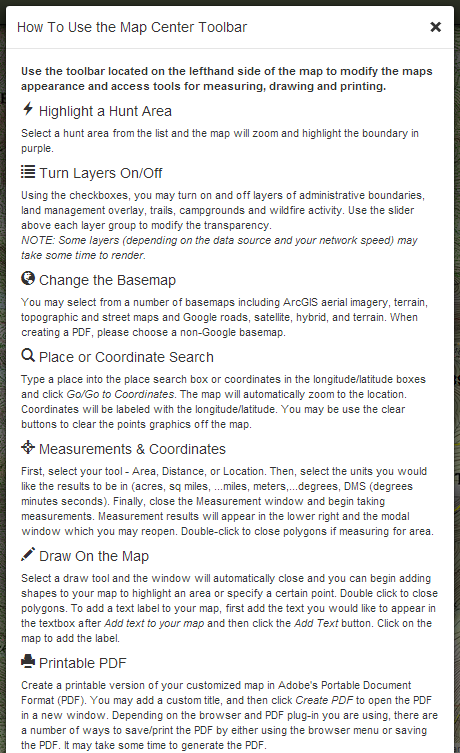 How To Use the Map Center Toolbar
Use the toolbar located on the lefthand side of the map to modify the maps
appearance and access tools for measuring, drawing and printing.
Highlight a Hunt Area
Select a hunt area from the list and the map will zoom and highlight the boundary in
purple.
Turn Layers On/Off
Using the checkboxes, you may turn on and off layers of administrative boundaries,
land management overlay, trails, campgrounds and wildfire activity. Use the slider
above each layer group to modify the transparency.
NOTE: Some layers (depending on the data source and your network speed) may
take some time to render.
Change the Basemap
You may select from a number of basemaps including ArcGIS aerial imagery, terrain,
topographic and street maps and Google roads, satellite, hybrid, and terrain. When
creating a PDF, please choose a non-Google basemap.
Place or Coordinate Search
Type a place into the place search box or coordinates in the longitude/latitude boxes
and click Go/Go to Coordinates. The map will automatically zoom to the location.
Coordinates will be labeled with the longitude/latitude. You may be use the clear
buttons to clear the points graphics off the map.
Measurements & Coordinates
First, select your tool - Area, Distance, or Location. Then, select the units you would
like the results to be in (acres, sq miles, ...miles, meters,...degrees, DMS (degrees
minutes seconds). Finally, close the Measurement window and begin taking
measurements. Measurement results will appear in the lower right and the modal
window which you may reopen. Double-click to close polygons if measuring for area.
Draw On the Map
Select a draw tool and the window will automatically close and you can begin adding
shapes to your map to highlight an area or specify a certain point. Double click to close
polygons. To add a text label to your map, first add the text you would like to appear in
the textbox after Add text to your map and then click the Add Text button. Click on the
map to add the label.
Printable PDF
Create a printable version of your customized map in Adobe's Portable Document
Format (PDF). You may add a custom title, and then click Create PDF to open the PDF
in a new window. Depending on the browser and PDF plug-in you are using, there are
a number of ways to save/print the PDF by either using the browser menu or saving
the PDF. It may take some time to generate the PDF.